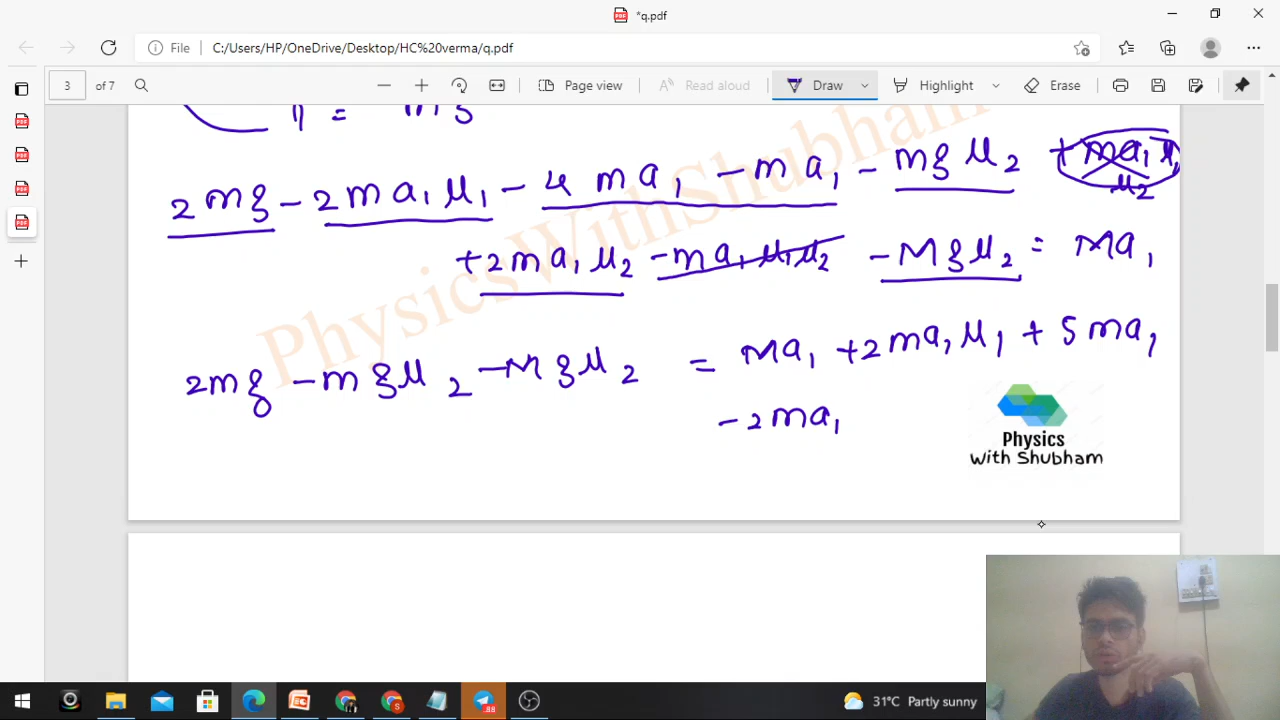 *q.pdf
File C:/Users/HP/OneDrive/Desktop/HC%20verma/q.pdf
3 of 7 Page view Read aloud Draw Highlight Erase
2mg - 2ma₁μ₁ - 4ma₁ - ma₁ - mgμ₂ + ma₁μ₁μ₂
+2ma₁μ₂ - ma₁μ₁μ₂ - Mgμ₂ = Ma₁
2mg - mgμ₂ - Mgμ₂ = Ma₁ + 2ma₁μ₁ + 5ma₁
- 2ma₁
PhysicsWithShubham
Physics
With Shubham
31°C Partly sunny